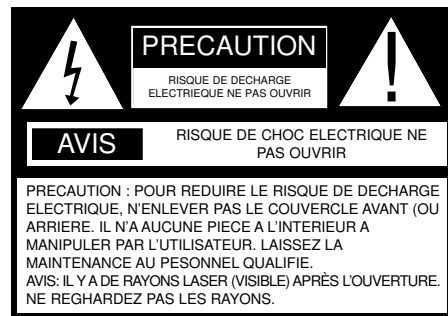 PRECAUTION
RISQUE DE DECHARGE
ELECTRIEQUE NE PAS OUVRIR
!
AVIS
RISQUE DE CHOC ELECTRIQUE NE
PAS OUVRIR
PRECAUTION : POUR REDUIRE LE RISQUE DE DECHARGE
ELECTRIQUE, N'ENLEVER PAS LE COUVERCLE AVANT (OU
ARRIERE. IL N'A AUCUNE PIECE A L'INTERIEUR A
MANIPULER PAR L'UTILISATEUR. LAISSEZ LA
MAINTENANCE AU PESONNEL QUALIFIE.
AVIS: IL Y A DE RAYONS LASER (VISIBLE) APRÈS L'OUVERTURE.
NE REGHARDEZ PAS LES RAYONS.